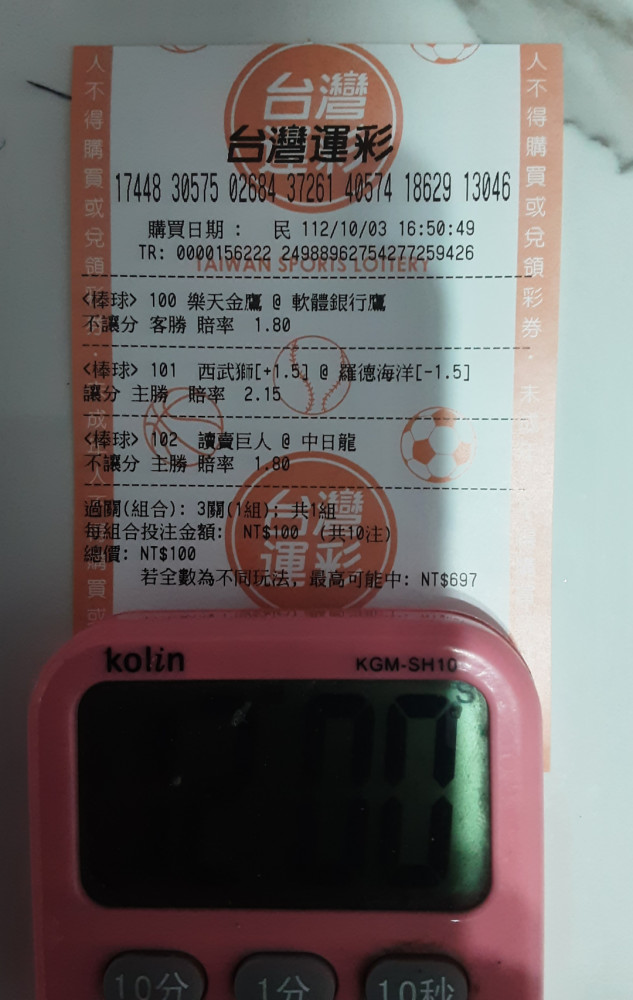 台灣
台灣運彩
17448 30575 02684 37261 40574 18629 13046
購買日期： 民 112/10/03 16:50:49
TR: 0000156222 24988962754277259426
TAIWAN SPORTS LOTTERY
<棒球> 100 樂天金鷹 @ 軟體銀行鷹
不讓分 客勝 賠率 1.80
<棒球> 101 西武獅[+1.5] @ 羅德海洋[-1.5]
讓分 主勝 賠率 2.15
<棒球> 102 讀賣巨人 @ 中日龍
不讓分 主勝 賠率 1.80
過關(組合): 3關(1組); 共1組
每組合投注金額: NT$100 (共10注)
總價: NT$100
若全數為不同玩法, 最高可能中: NT$697
台灣
運彩
人不得購買或兌領
購買或
人不得購買或兌領彩券．未
kolin
KGM-SH10
S
10分
1分
10秒